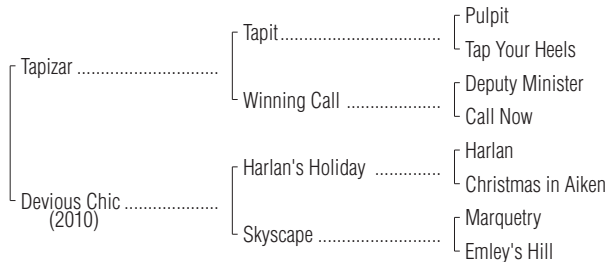 Pulpit
Tapit
Tap Your Heels
Tapizar
Deputy Minister
Winning Call
Call Now
Harlan
Harlan's Holiday
Christmas in Aiken
Devious Chic
(2010)
Marquetry
Skyscape
Emley's Hill